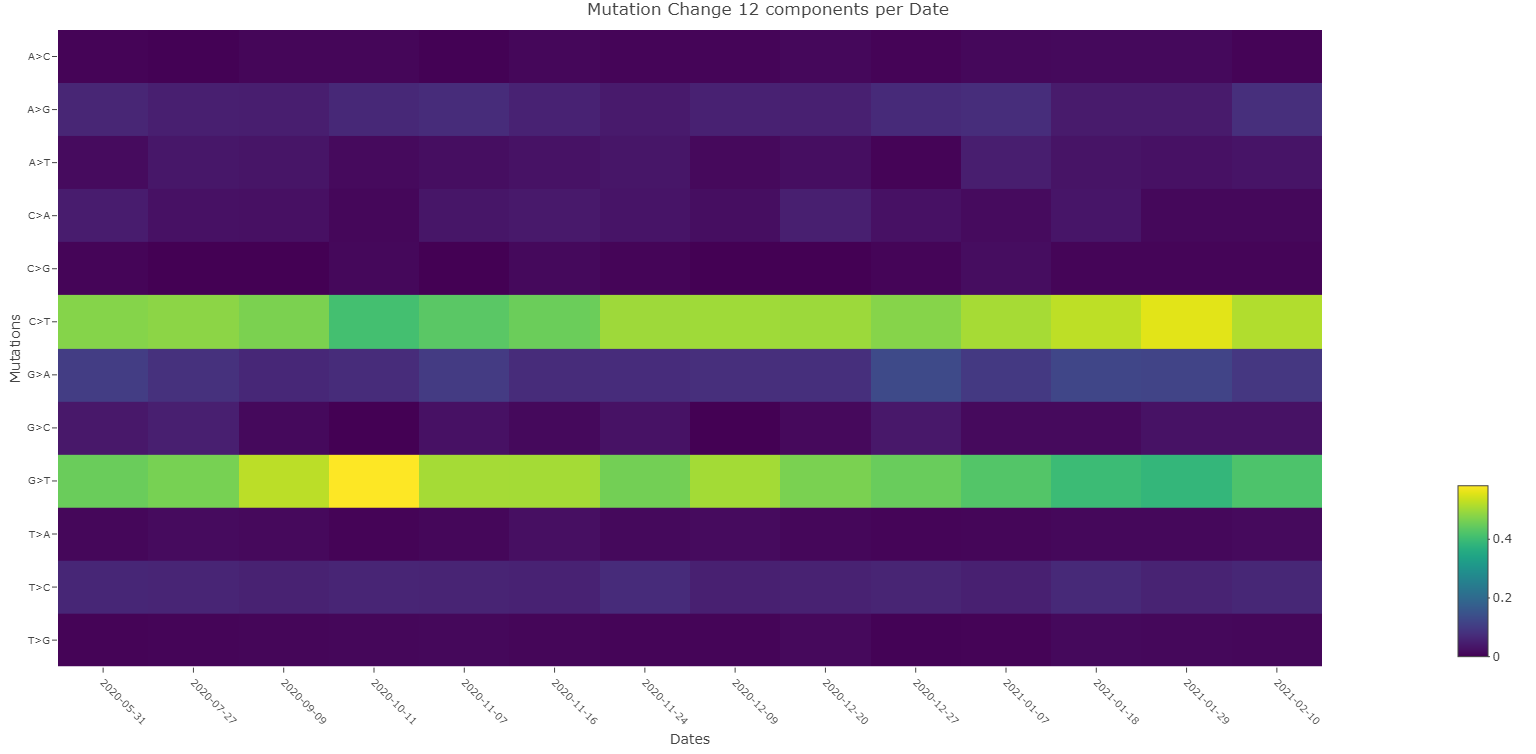 Mutation Change 12 components per Date
A>C
A>G
A>T
C>A
C>G
C>T
G>A
G>C
G>T
T>A
T>C
T>G
Mutations
2020-05-31
2020-07-27
2020-09-09
2020-10-11
2020-11-07
2020-11-16
2020-11-24
2020-12-09
2020-12-20
2020-12-27
2021-01-07
2021-01-18
2021-01-29
2021-02-10
Dates
0.4
0.2
0